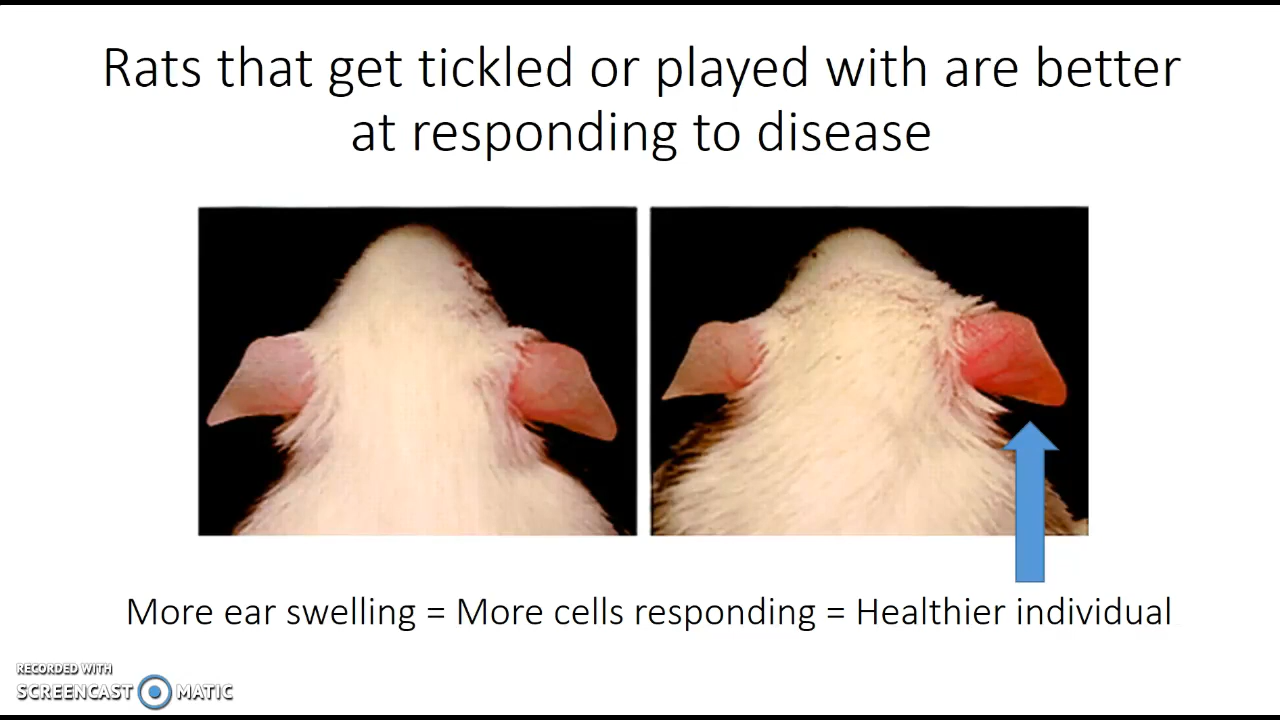 Rats that get tickled or played with are better
at responding to disease
More ear swelling = More cells responding = Healthier individual
RECORDED WITH
SCREENCAST MATIC